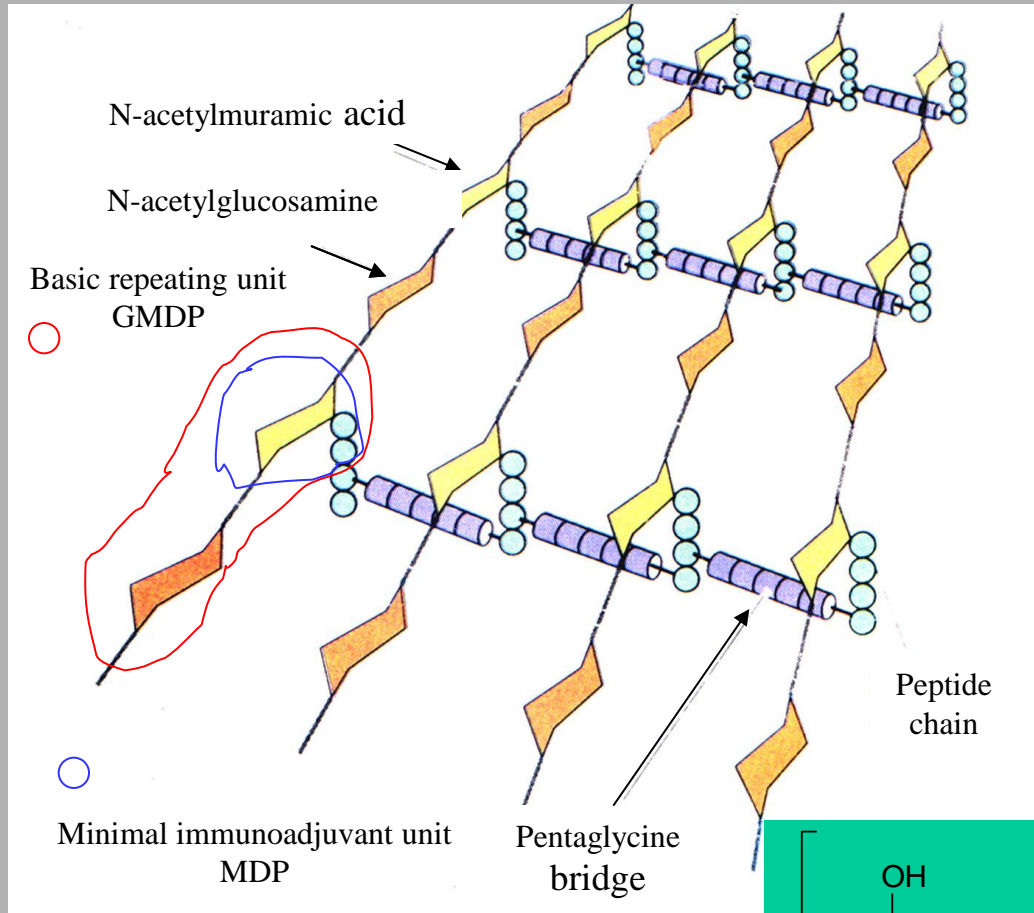 N-acetylmuramic acid
N-acetylglucosamine
Basic repeating unit
GMDP
Peptide
chain
Minimal immunoadjuvant unit
MDP
Pentaglycine
bridge
OH